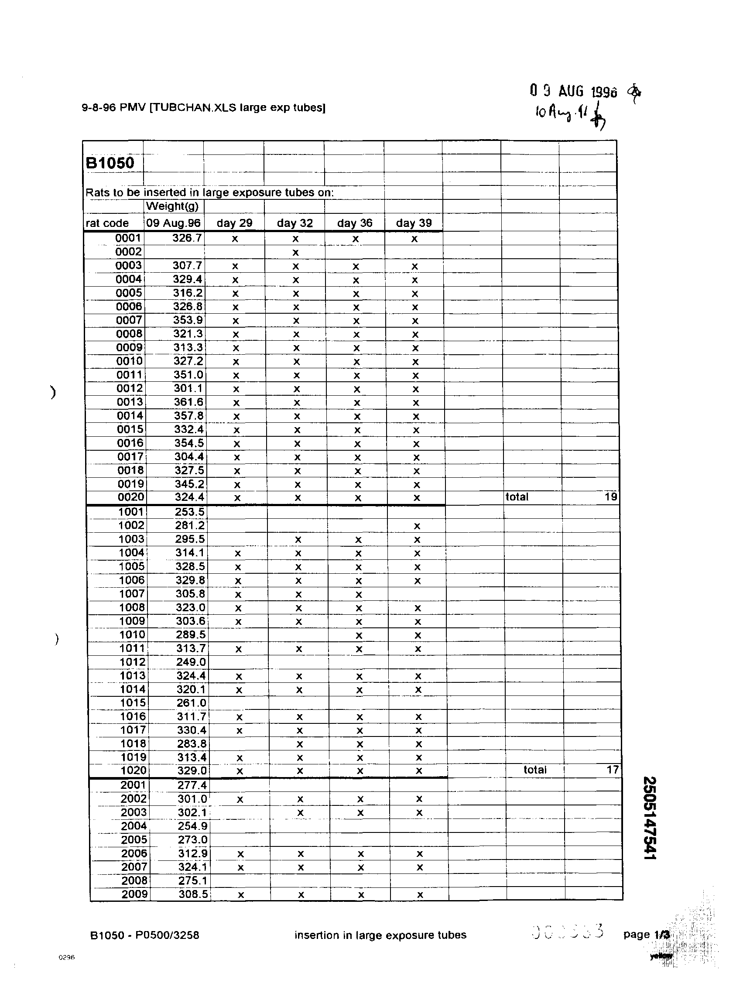 0 9 AUG 1996
9-8-96 PMV [TUBCHAN.XLS large exp tubes]
10 Aug.
B1050
Rats to be inserted in large exposure tubes on:
Weight(g)
rat code 09 Aug.96 day 29 day 32 day 36 day 39
0001 326.7 x x x x
0002 x
0003 307.7 x x x x
0004 329.4 x x x x
0005 316.2 x x x x
0006 326.8 x x x x
0007 353.9 x x x x
0008 321.3 x x x x
0009 313.3 x x x x
0010 327.2 x x x x
0011 351.0 x x x x
0012 301.1 x x x x
0013 361.6 x x x x
0014 357.8 x x x x
0015 332.4 x x x x
0016 354.5 x x x x
0017 304.4 x x x x
0018 327.5 x x x x
0019 345.2 x x x x
0020 324.4 x x x x total 19
1001 253.5
1002 281.2 x
1003 295.5 x x x
1004 314.1 x x x x
1005 328.5 x x x x
1006 329.8 x x x x
1007 305.8 x x x
1008 323.0 x x x x
1009 303.6 x x x x
1010 289.5 x x
1011 313.7 x x x x
1012 249.0
1013 324.4 x x x x
1014 320.1 x x x x
1015 261.0
1016 311.7 x x x x
1017 330.4 x x x x
1018 283.8 x x x
1019 313.4 x x x x
1020 329.0 x x x x total 17
2001 277.4
2002 301.0 x x x x
2003 302.1 x x x
2004 254.9
2005 273.0
2006 312.9 x x x x
2007 324.1 x x x x
2008 275.1
2009 308.5 x x x x
2505147541
B1050 - P0500/3258 insertion in large exposure tubes page 1/3
yellow
0296